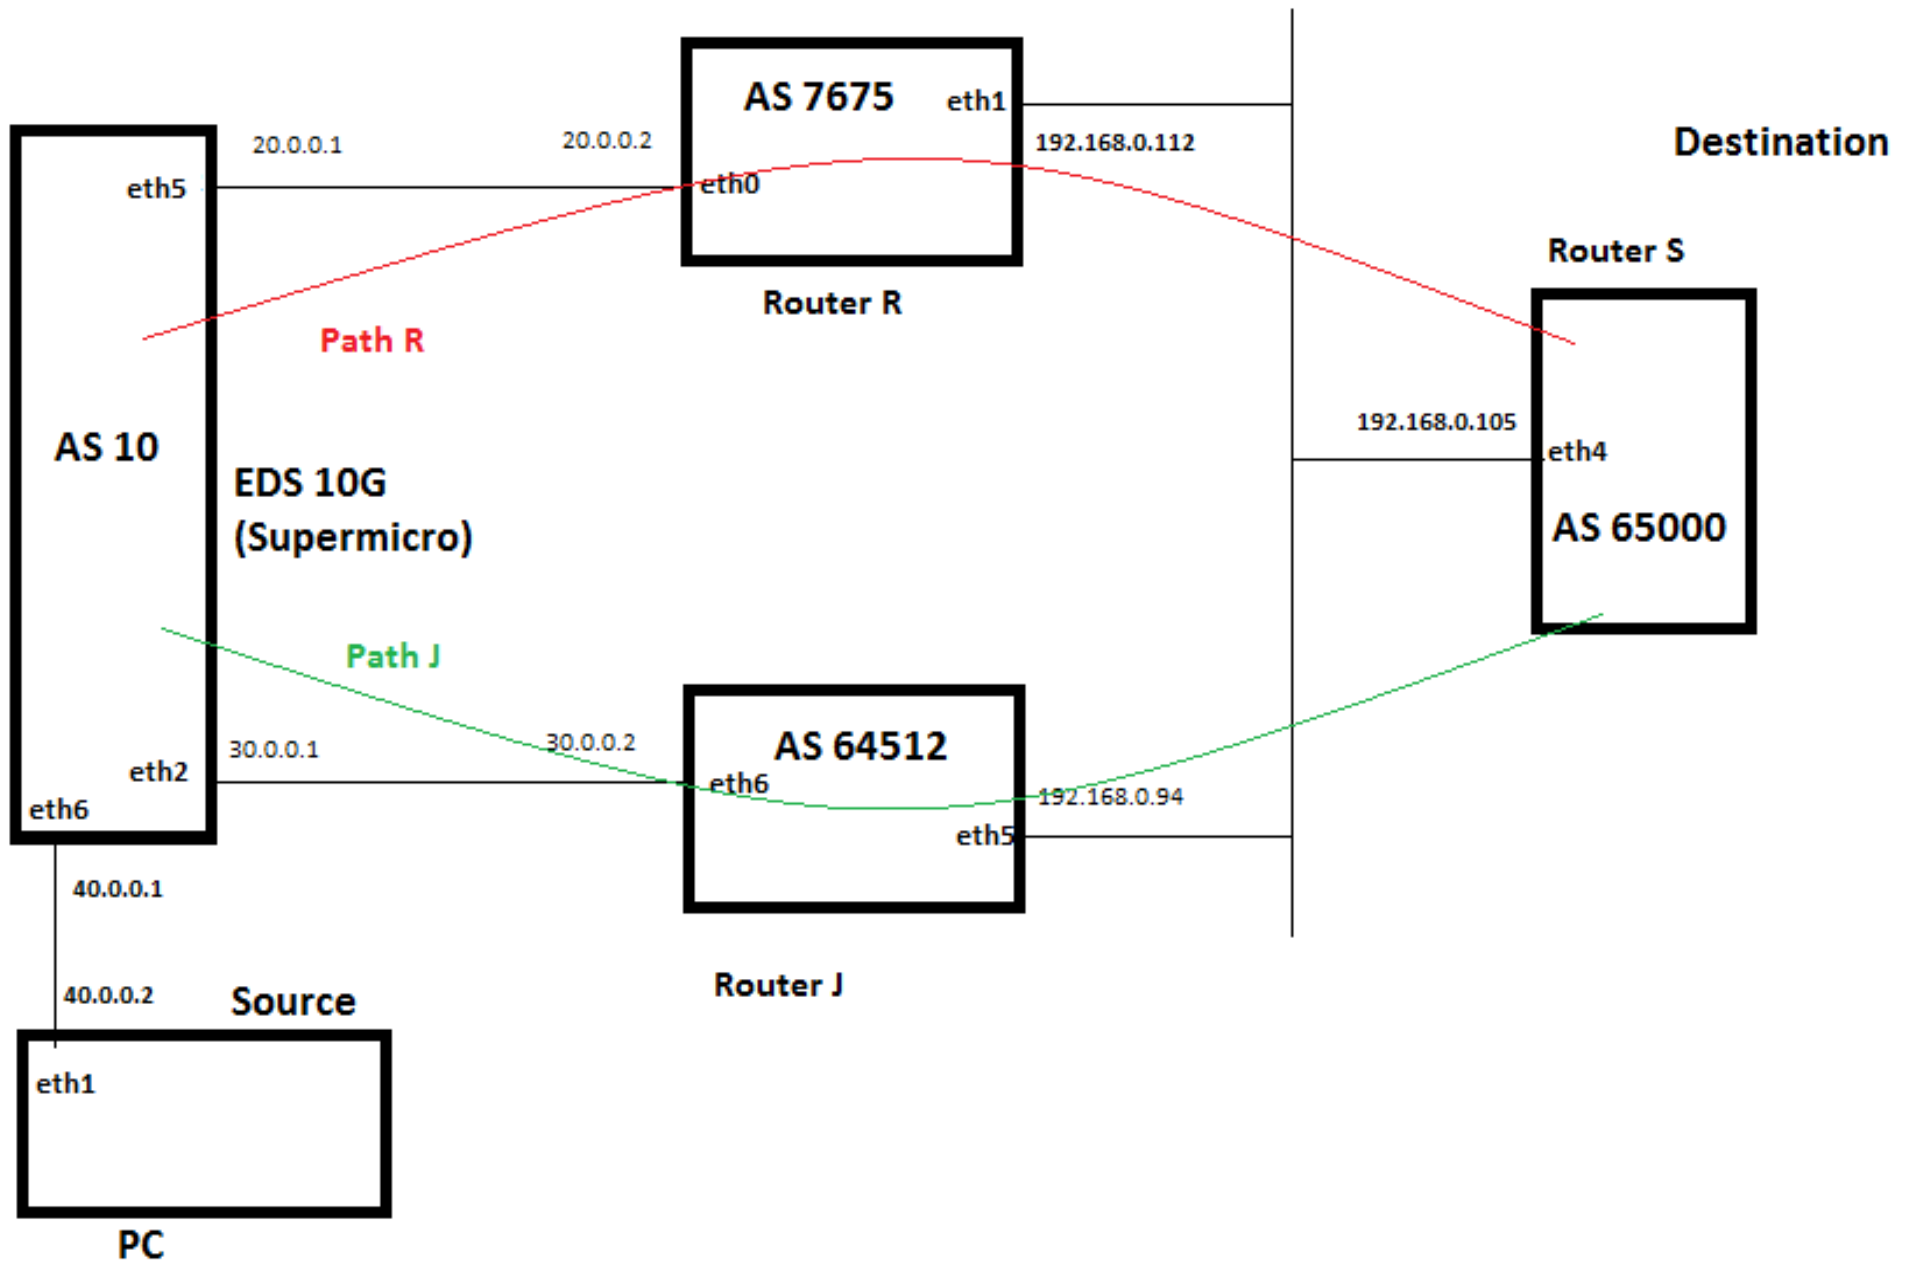 AS 7675
eth1
20.0.0.1
20.0.0.2
192.168.0.112
Destination
eth5
eth0
Router S
Router R
Path R
192.168.0.105
eth4
AS 10
EDS 10G
(Supermicro)
AS 65000
Path J
30.0.0.1
30.0.0.2
AS 64512
eth2
eth6
192.168.0.94
eth6
eth5
40.0.0.1
Router J
40.0.0.2
Source
eth1
PC